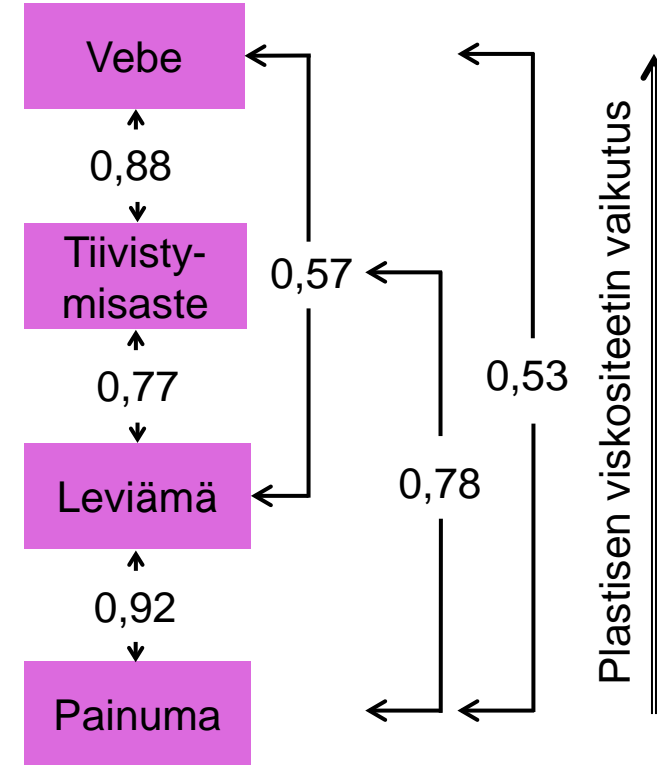 Vebe
0,88
Tiivisty-
misaste
0,57
0,77
0,53
Leviämä
0,78
0,92
Painuma
Plastisen viskositeetin vaikutus